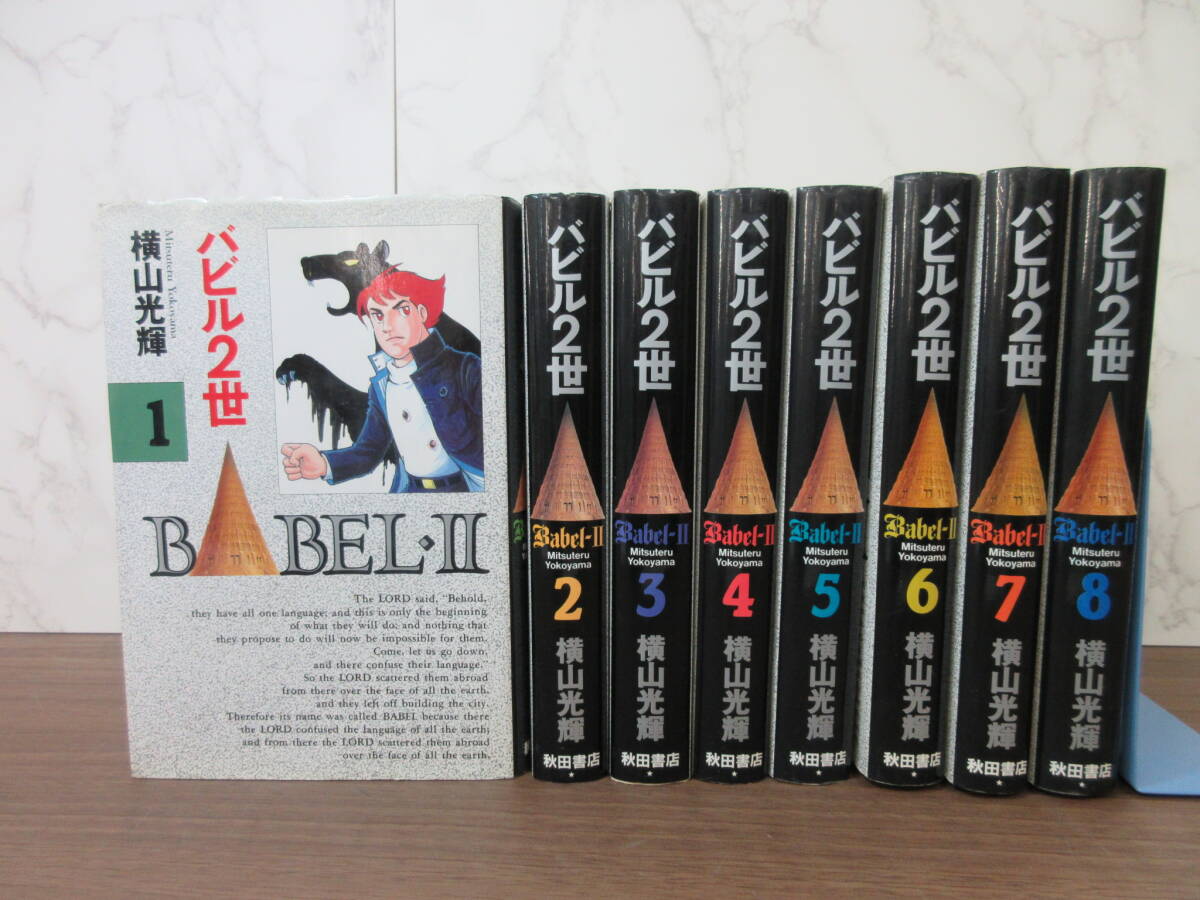 横山光輝
Mitsuteru Yokoyama
バビル2世
1
BABEL・II
The LORD said, "Behold,
they have all one language; and this is only the beginning
of what they will do; and nothing that
they propose to do will now be impossible for them.
Come, let us go down,
and there confuse their language."
So the LORD scattered them abroad
from there over the face of all the earth,
and they left off building the city.
Therefore its name was called BABEL because there
the LORD confused the language of all the earth;
and from there the LORD scattered them abroad
over the face of all the earth.
バビル2世
Babel-II
Mitsuteru
Yokoyama
2
横山光輝
秋田書店
バビル2世
Babel-II
Mitsuteru
Yokoyama
3
横山光輝
秋田書店
バビル2世
Babel-II
Mitsuteru
Yokoyama
4
横山光輝
秋田書店
バビル2世
Babel-II
Mitsuteru
Yokoyama
5
横山光輝
秋田書店
バビル2世
Babel-II
Mitsuteru
Yokoyama
6
横山光輝
秋田書店
バビル2世
Babel-II
Mitsuteru
Yokoyama
7
横山光輝
秋田書店
バビル2世
Babel-II
Mitsuteru
Yokoyama
8
横山光輝
秋田書店